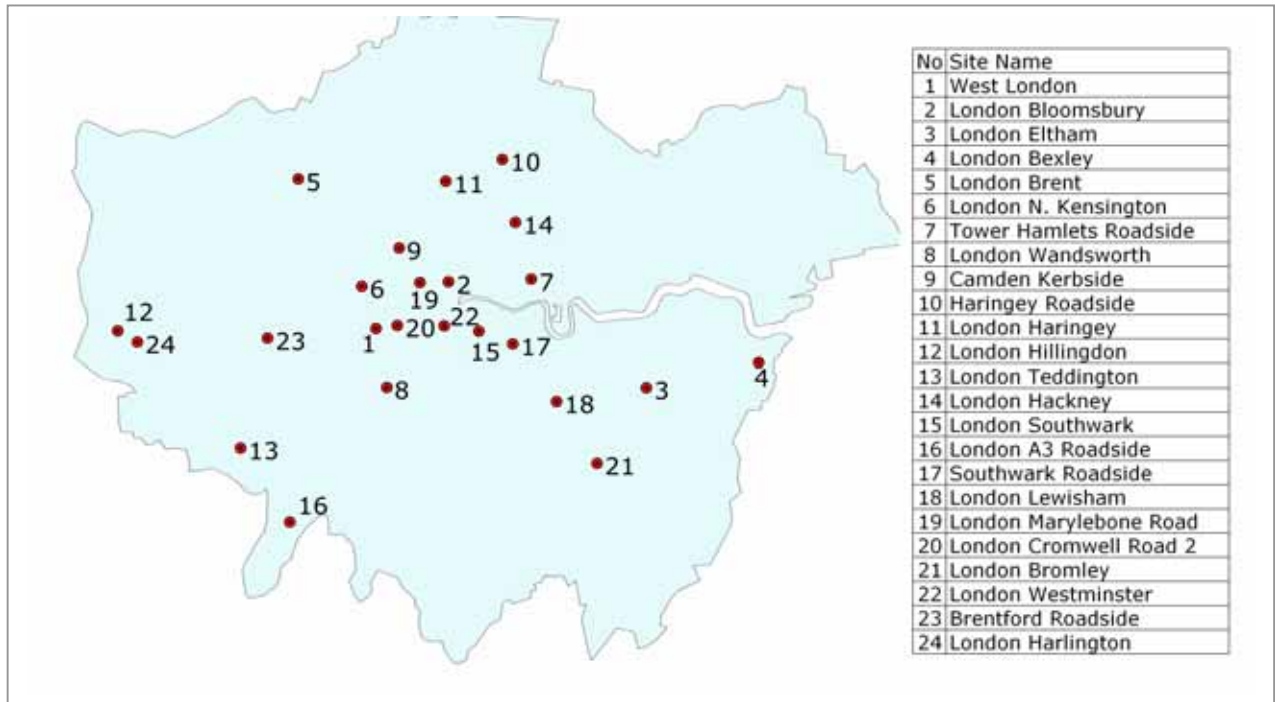 10
5
11
14
9
6
19
2
7
12
24
23
1
20
22
15
17
8
18
3
4
13
21
16
No Site Name
1 West London
2 London Bloomsbury
3 London Eltham
4 London Bexley
5 London Brent
6 London N. Kensington
7 Tower Hamlets Roadside
8 London Wandsworth
9 Camden Kerbside
10 Haringey Roadside
11 London Haringey
12 London Hillingdon
13 London Teddington
14 London Hackney
15 London Southwark
16 London A3 Roadside
17 Southwark Roadside
18 London Lewisham
19 London Marylebone Road
20 London Cromwell Road 2
21 London Bromley
22 London Westminster
23 Brentford Roadside
24 London Harlington